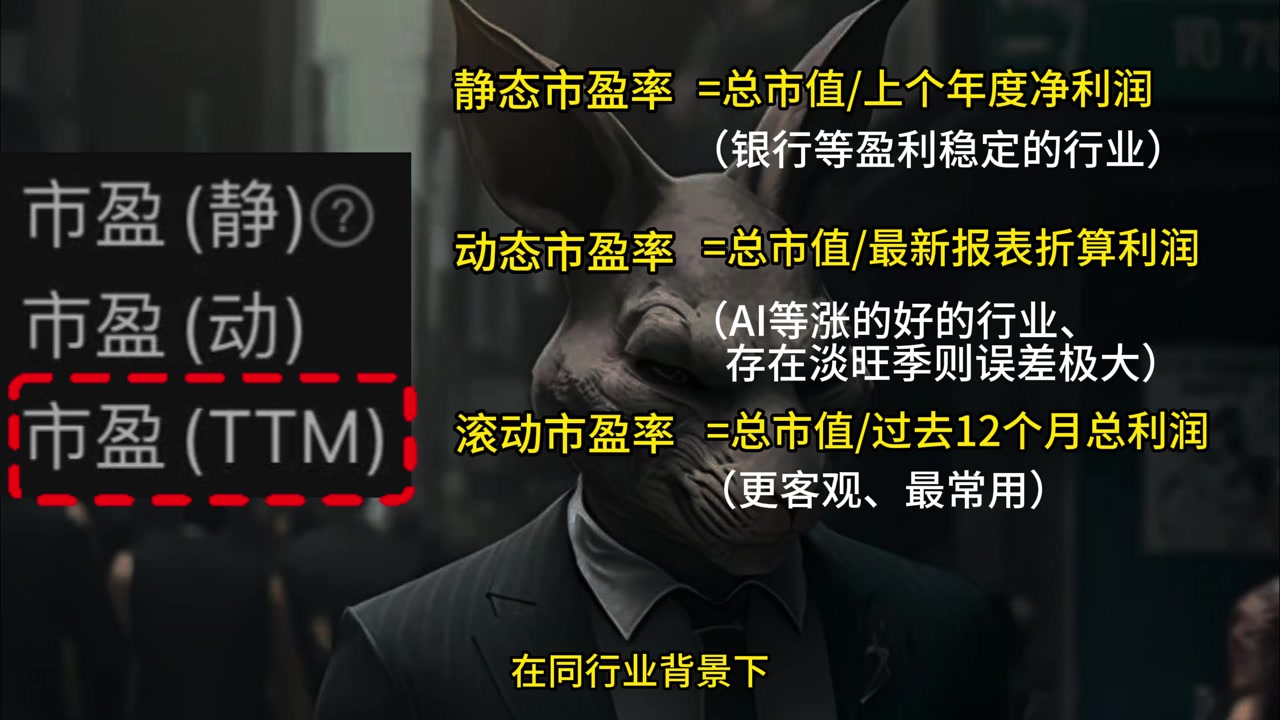 静态市盈率 =总市值/上个年度净利润
（银行等盈利稳定的行业）
市盈 (静)?
动态市盈率 =总市值/最新报表折算利润
市盈 (动)
（AI等涨的好的行业、
存在淡旺季则误差极大）
市盈 (TTM)
滚动市盈率 =总市值/过去12个月总利润
（更客观、最常用）
在同行业背景下